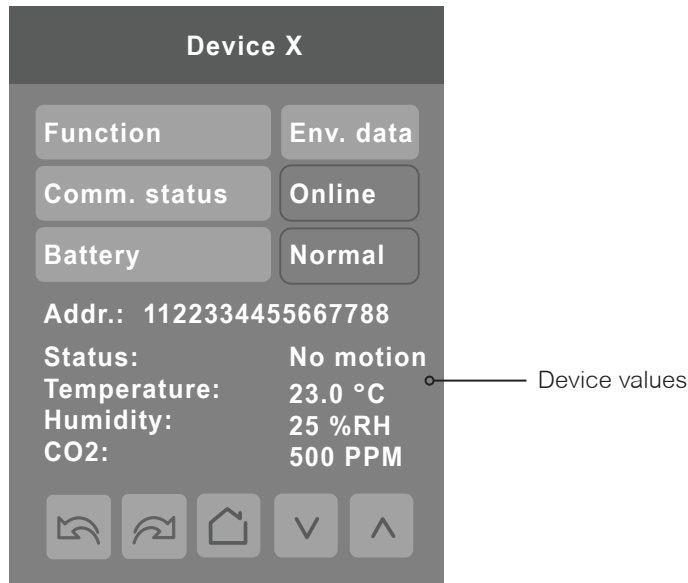 Device X
Function Env. data
Comm. status Online
Battery Normal
Addr.: 1122334455667788
Status: No motion
Temperature: 23.0 °C
Device values
Humidity: 25 %RH
CO2: 500 PPM